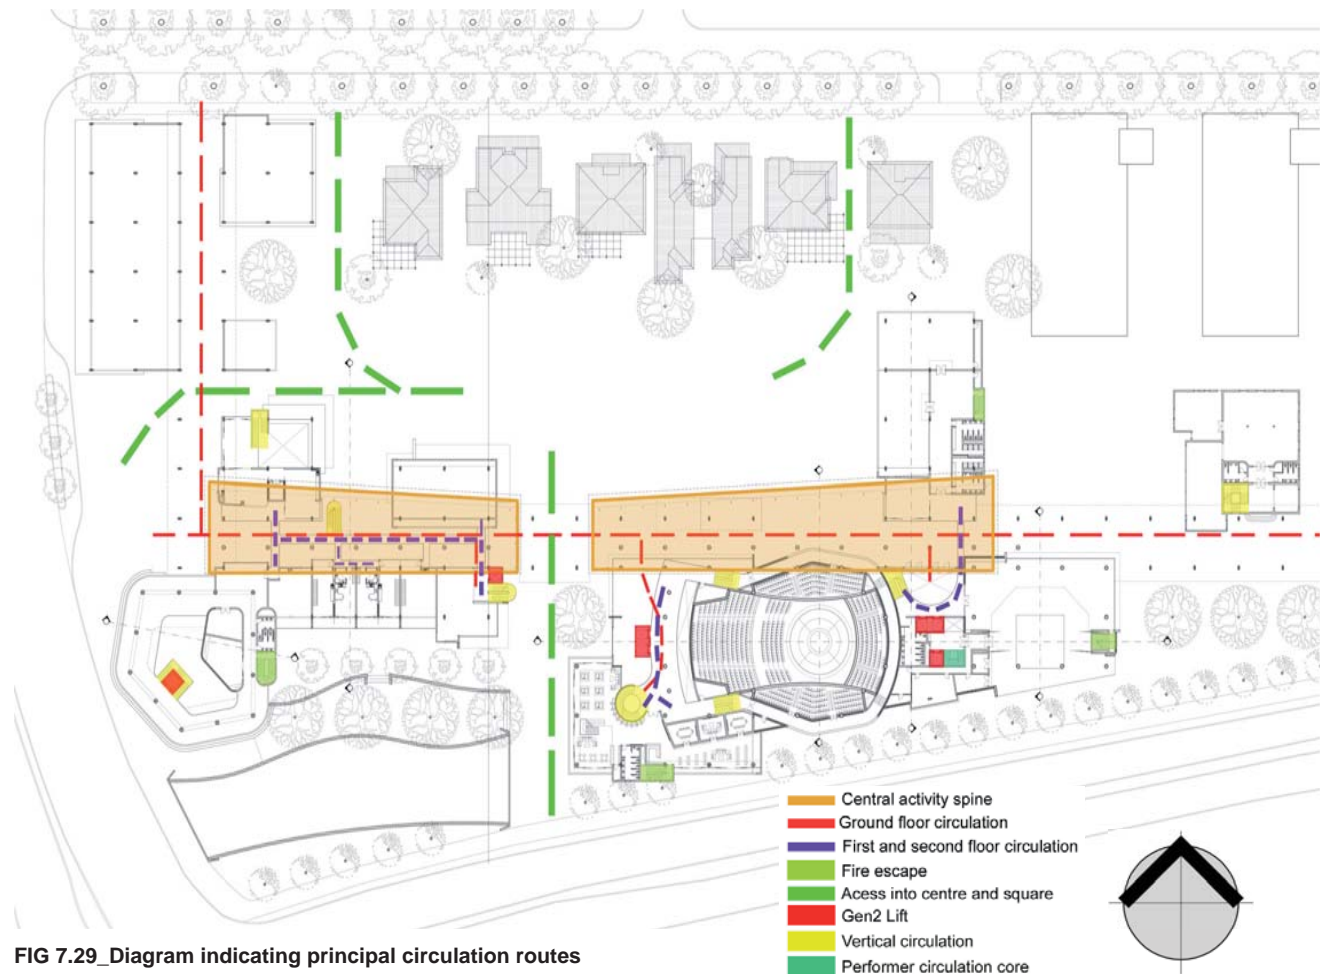 Central activity spine
Ground floor circulation
First and second floor circulation
Fire escape
Acess into centre and square
Gen2 Lift
Vertical circulation
Performer circulation core
FIG 7.29_Diagram indicating principal circulation routes